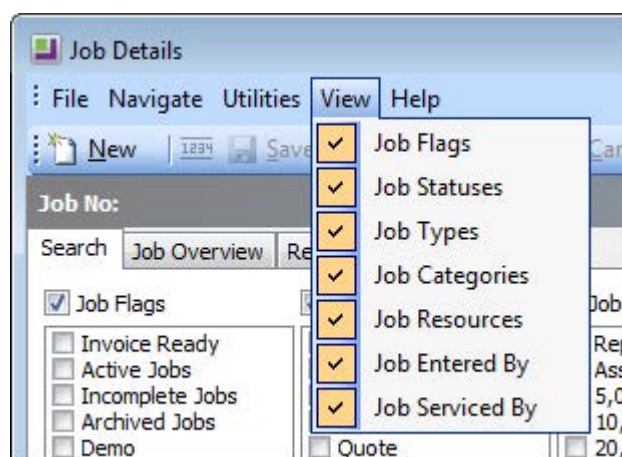 Job Details
File Navigate Utilities View Help
New 1234 Save
Job No:
Search Job Overview
Job Flags
Job Statuses
Job Types
Job Categories
Job Resources
Job Entered By
Job Serviced By
Job Flags
Invoice Ready
Active Jobs
Incomplete Jobs
Archived Jobs
Demo
Quote
Job